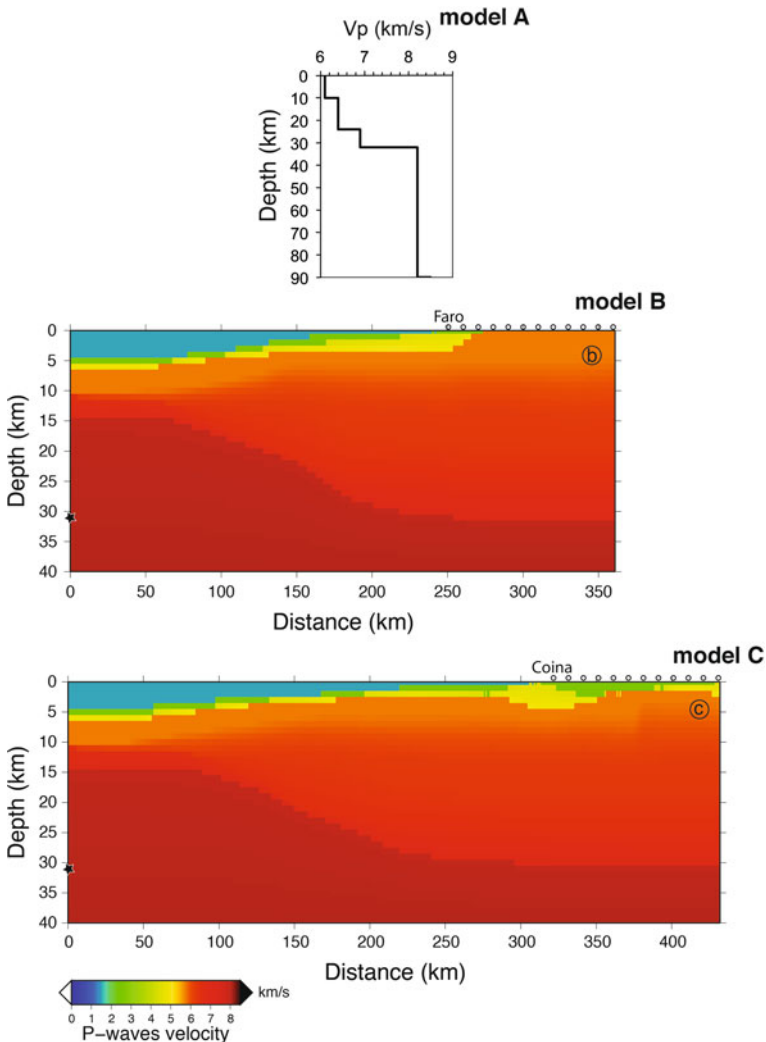 model A
Vp (km/s)
6 7 8 9
0
10
20
30
40
50
60
70
80
90
Depth (km)
model B
Faro
ⓑ
0
5
10
15
20
25
30
35
40
Depth (km)
0 50 100 150 200 250 300 350
Distance (km)
model C
Coina
ⓒ
0
5
10
15
20
25
30
35
40
Depth (km)
0 50 100 150 200 250 300 350 400
Distance (km)
km/s
0 1 2 3 4 5 6 7 8
P-waves velocity